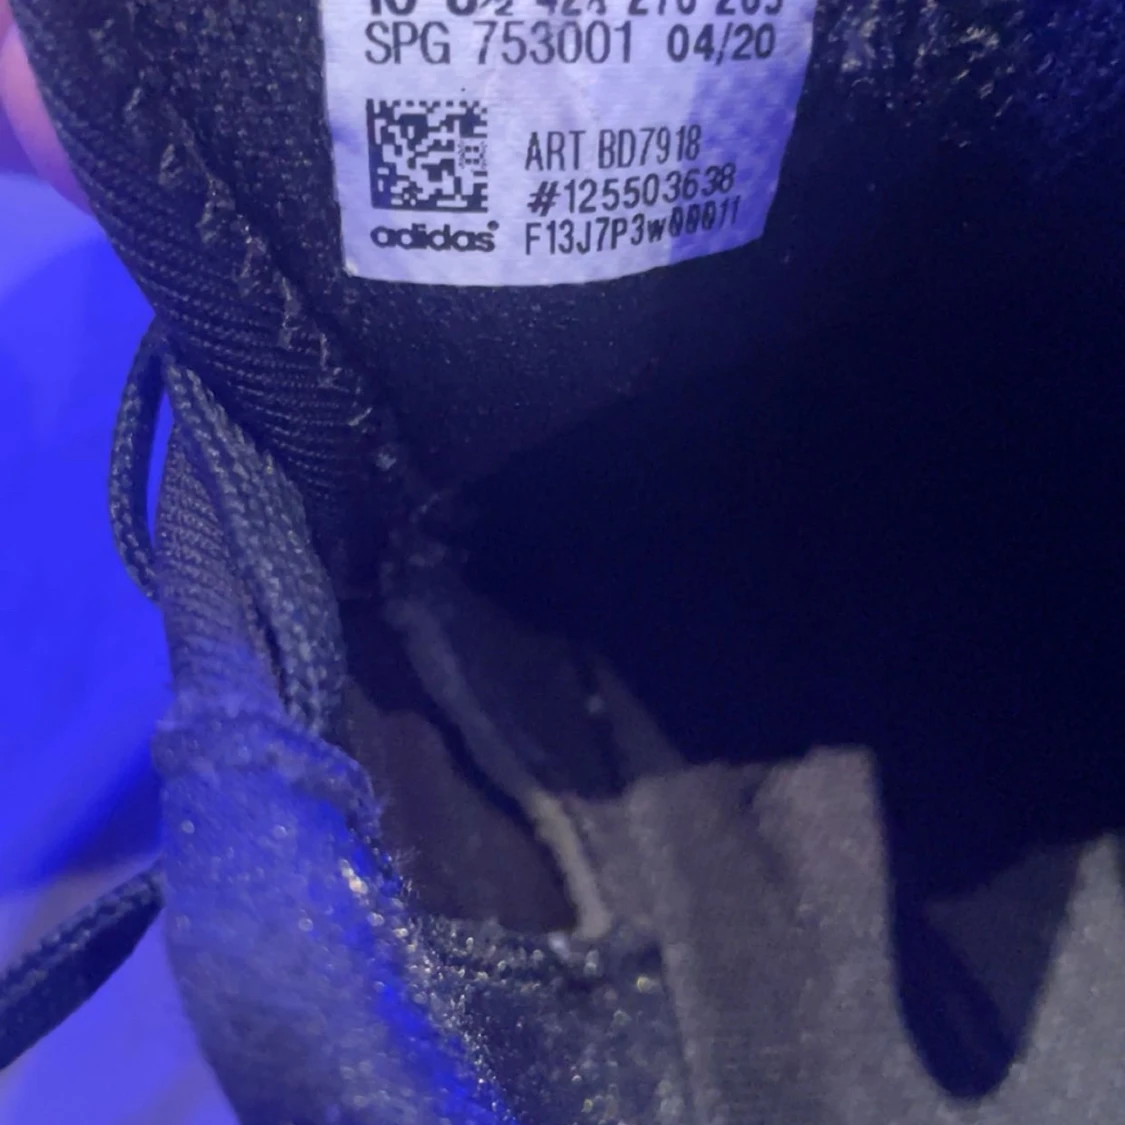 SPG 753001 04/20
ART BD7918
#125503638
F13J7P3W00011
adidas®